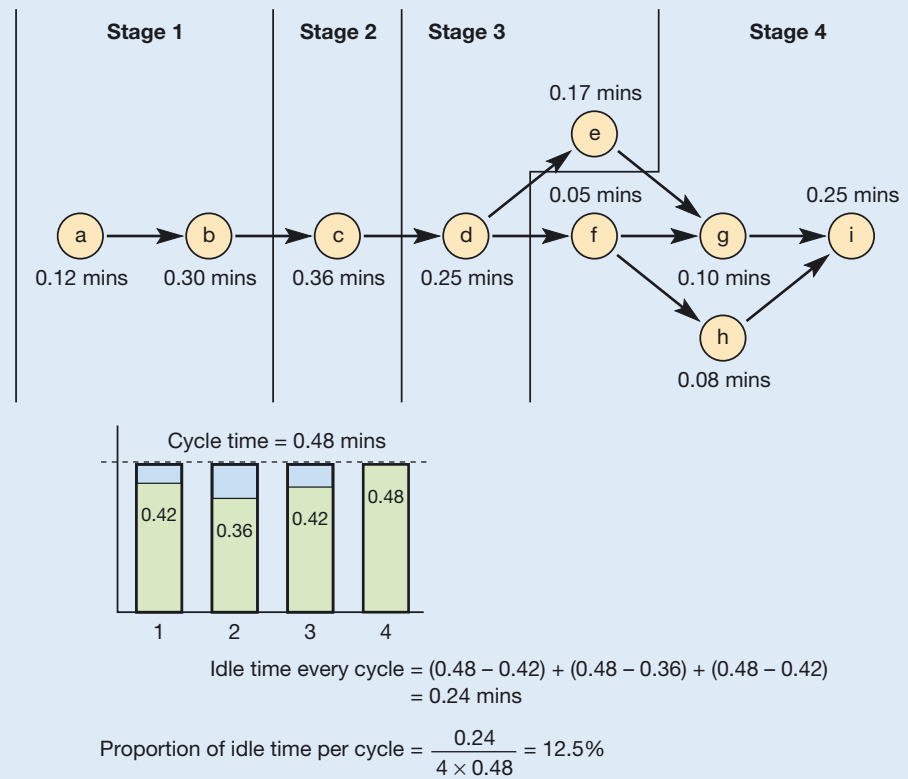 Stage 1
Stage 2
Stage 3
Stage 4
0.17 mins
e
0.05 mins
0.25 mins
a
b
c
d
f
g
i
0.12 mins
0.30 mins
0.36 mins
0.25 mins
0.10 mins
h
0.08 mins
Cycle time = 0.48 mins
0.42
0.36
0.42
0.48
1
2
3
4
Idle time every cycle = (0.48 – 0.42) + (0.48 – 0.36) + (0.48 – 0.42)
= 0.24 mins
Proportion of idle time per cycle = 0.24 / 4 × 0.48 = 12.5%